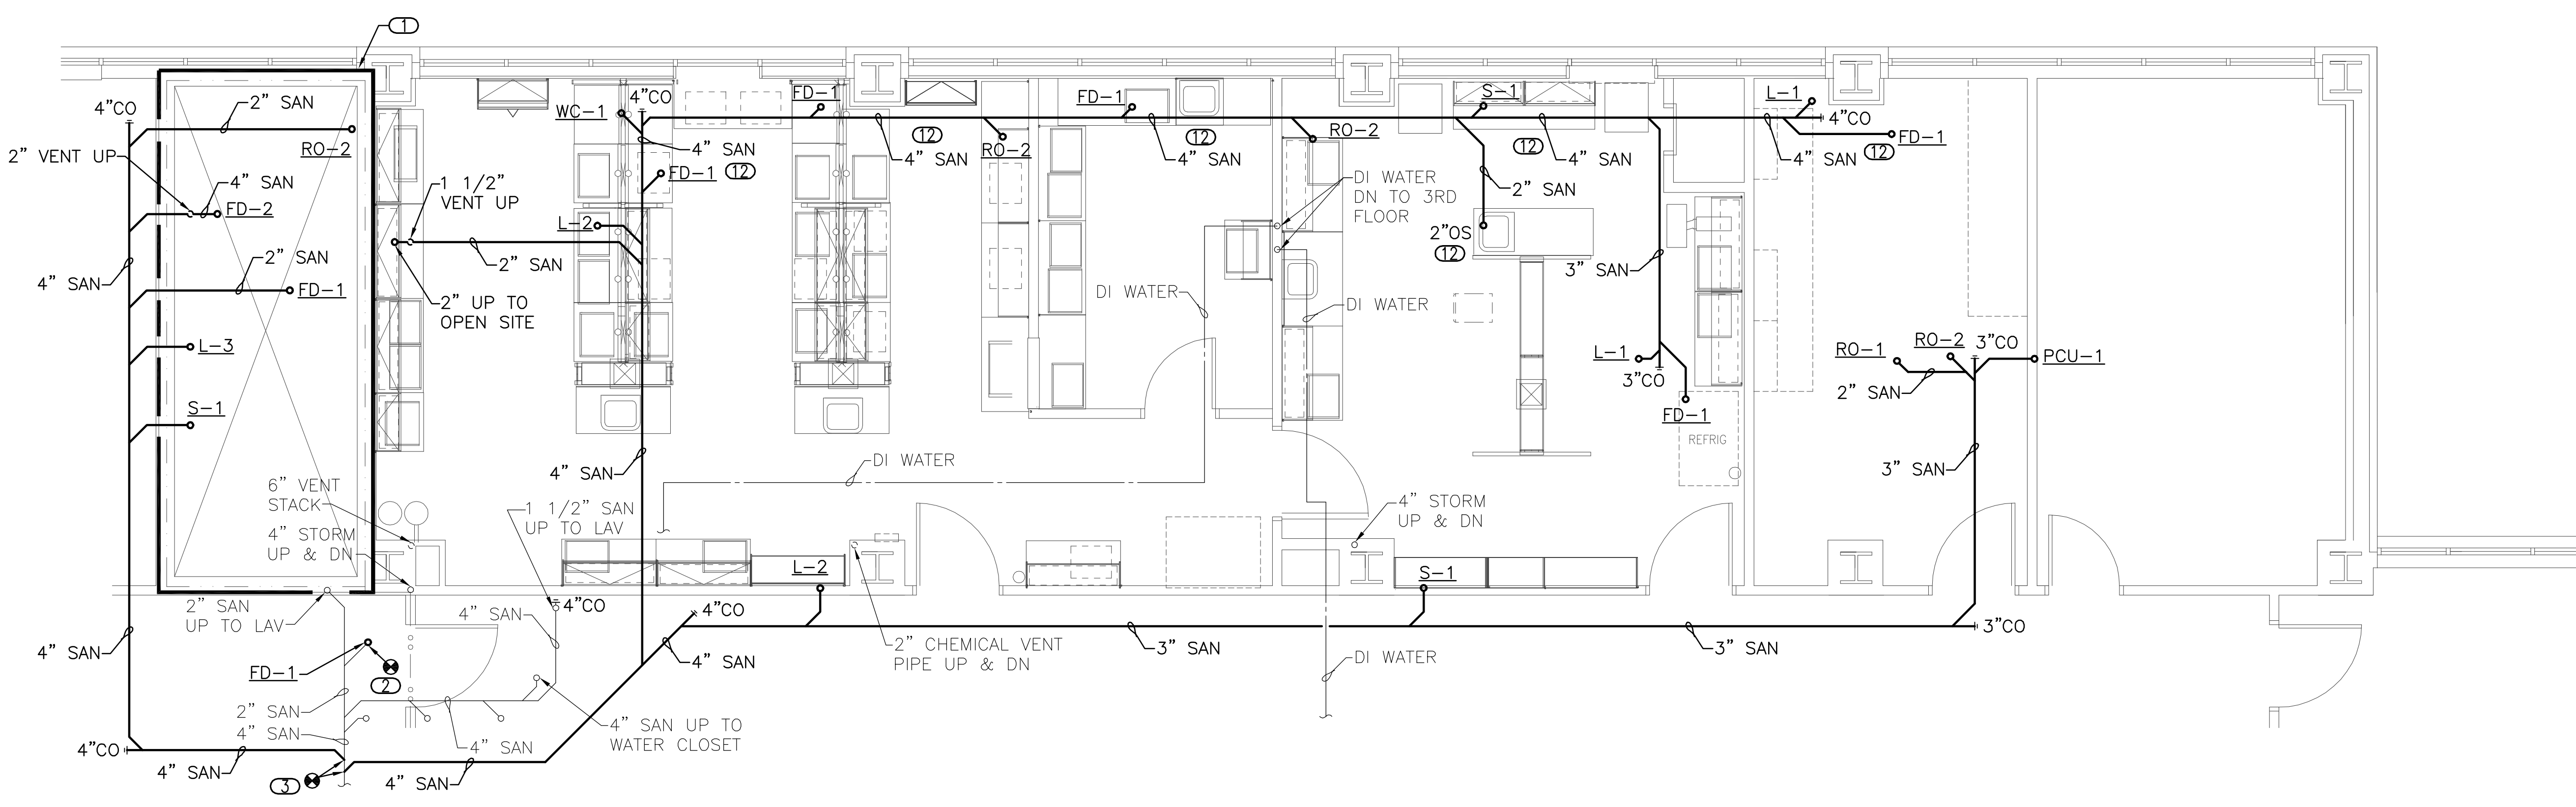 1
4”CO
2” SAN
RO-2
2” VENT UP
4” SAN
FD-2
1 1/2”
VENT UP
4” SAN
2” SAN
FD-1
2” SAN
2” UP TO
OPEN SITE
L-3
S-1
6” VENT
STACK
4” STORM
UP & DN
WC-1
4”CO
4” SAN
FD-1
12
L-2
4” SAN
FD-1
12
4” SAN
RO-2
FD-1
12
4” SAN
RO-2
DI WATER
DN TO 3RD
FLOOR
DI WATER
DI WATER
DI WATER
S-1
12
4” SAN
2” SAN
2”OS
12
3” SAN
L-1
3”CO
FD-1
REFRIG
L-1
4”CO
4” SAN
12
FD-1
RO-1
RO-2
3”CO
PCU-1
2” SAN
3” SAN
1 1/2” SAN
UP TO LAV
4” STORM
UP & DN
L-2
S-1
2” SAN
UP TO LAV
4” SAN
4”CO
4”CO
3”CO
4” SAN
FD-1
2
4” SAN
2” CHEMICAL VENT
PIPE UP & DN
3” SAN
3” SAN
DI WATER
2” SAN
4” SAN
4” SAN
4” SAN UP TO
WATER CLOSET
4”CO
4” SAN
3
4” SAN